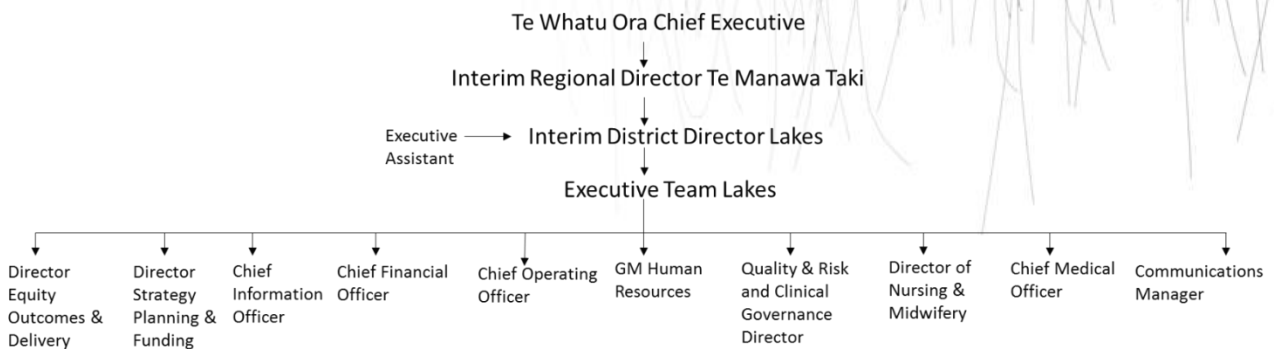 Te Whatu Ora Chief Executive
Interim Regional Director Te Manawa Taki
Executive
Assistant
Interim District Director Lakes
Executive Team Lakes
Director
Equity
Outcomes &
Delivery
Director
Strategy
Planning &
Funding
Chief
Information
Officer
Chief Financial
Officer
Chief Operating
Officer
GM Human
Resources
Quality & Risk
and Clinical
Governance
Director
Director of
Nursing &
Midwifery
Chief Medical
Officer
Communications
Manager